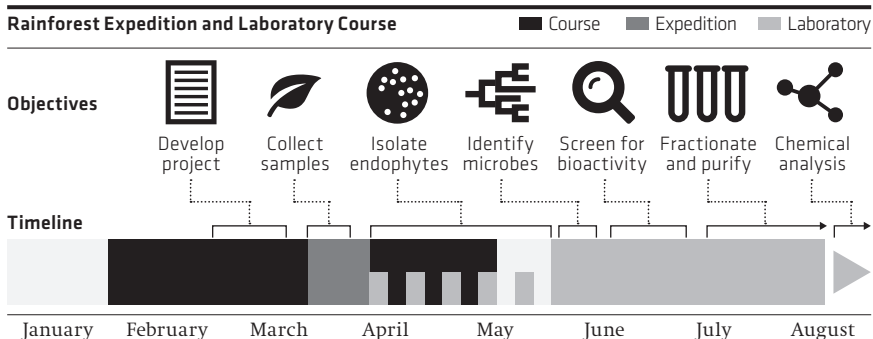 Rainforest Expedition and Laboratory Course
Course
Expedition
Laboratory
Objectives
Develop
project
Collect
samples
Isolate
endophytes
Identify
microbes
Screen for
bioactivity
Fractionate
and purify
Chemical
analysis
Timeline
January February March April May June July August